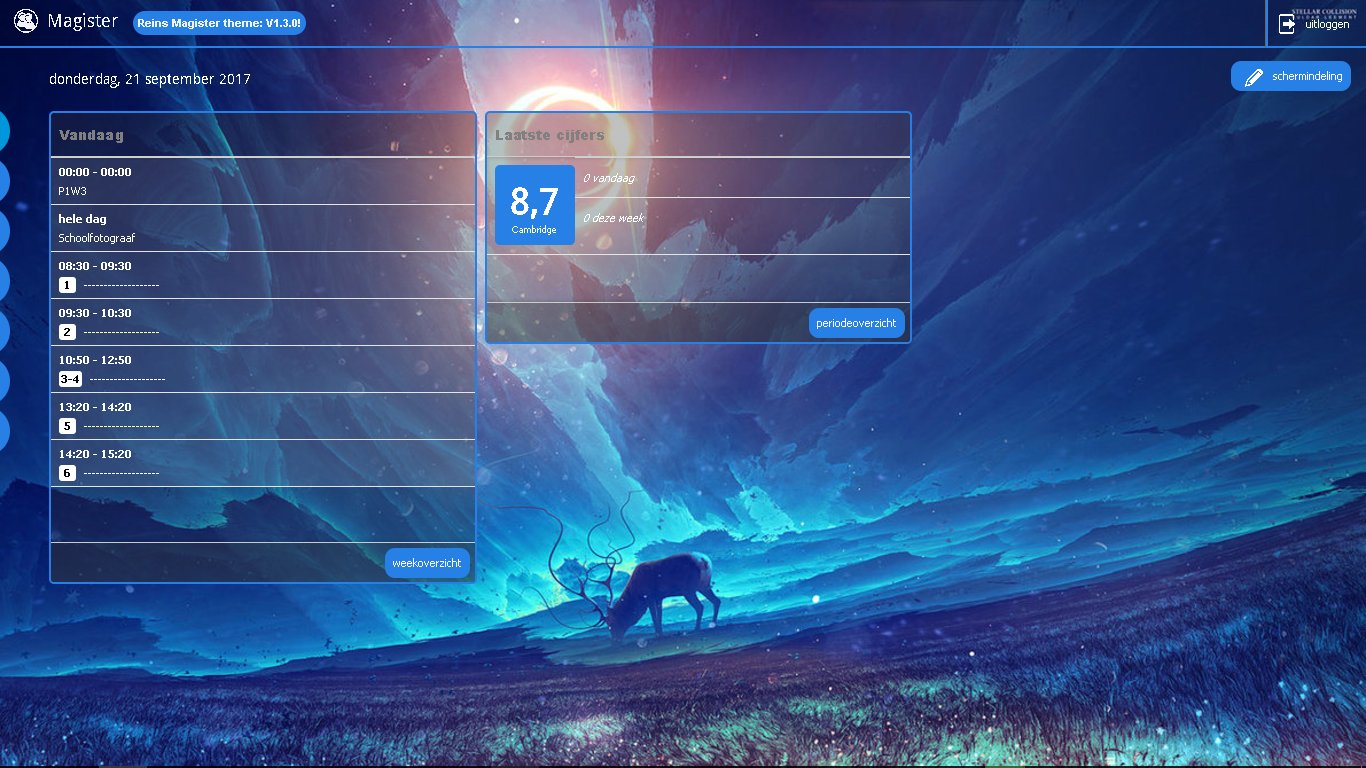 Magister
Reins Magister theme: V1.3.0!
STELLAR COLLISION
uitloggen
donderdag, 21 september 2017
schermindeling
Vandaag
00:00 - 00:00
P1W3
hele dag
Schoolfotograaf
08:30 - 09:30
1 ------------------
09:30 - 10:30
2 ------------------
10:50 - 12:50
3-4 ------------------
13:20 - 14:20
5 ------------------
14:20 - 15:20
6 ------------------
weekoverzicht
Laatste cijfers
8,7
Cambridge
0 vandaag
0 deze week
periodeoverzicht